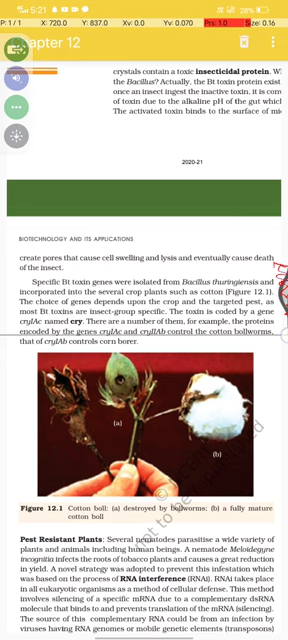 5:21
28%
P: 1 / 1 X: 720.0 Y: 837.0 Xv: 0.0 Yv: 0.070 Prs: 1.0 Size: 0.16
apter 12
crystals contain a toxic insecticidal protein. W
the Bacillus? Actually, the Bt toxin protein exist
once an insect ingest the inactive toxin, it is con
of toxin due to the alkaline pH of the gut whic
The activated toxin binds to the surface of mi
2020-21
BIOTECHNOLOGY AND ITS APPLICATIONS
create pores that cause cell swelling and lysis and eventually cause death
of the insect.
Specific Bt toxin genes were isolated from Bacillus thuringiensis and
incorporated into the several crop plants such as cotton (Figure 12.1).
The choice of genes depends upon the crop and the targeted pest, as
most Bt toxins are insect-group specific. The toxin is coded by a gene
cryIAc named cry. There are a number of them, for example, the proteins
encoded by the genes cryIAc and cryIIAb control the cotton bollworms,
that of cryIAb controls corn borer.
(a)
(b)
Figure 12.1 Cotton boll: (a) destroyed by bollworms; (b) a fully mature
cotton boll
Pest Resistant Plants: Several nematodes parasitise a wide variety of
plants and animals including human beings. A nematode Meloidegyne
incognitia infects the roots of tobacco plants and causes a great reduction
in yield. A novel strategy was adopted to prevent this infestation which
was based on the process of RNA interference (RNAi). RNAi takes place
in all eukaryotic organisms as a method of cellular defense. This method
involves silencing of a specific mRNA due to a complementary dsRNA
molecule that binds to and prevents translation of the mRNA (silencing).
The source of this complementary RNA could be from an infection by
viruses having RNA genomes or mobile genetic elements (transposons)